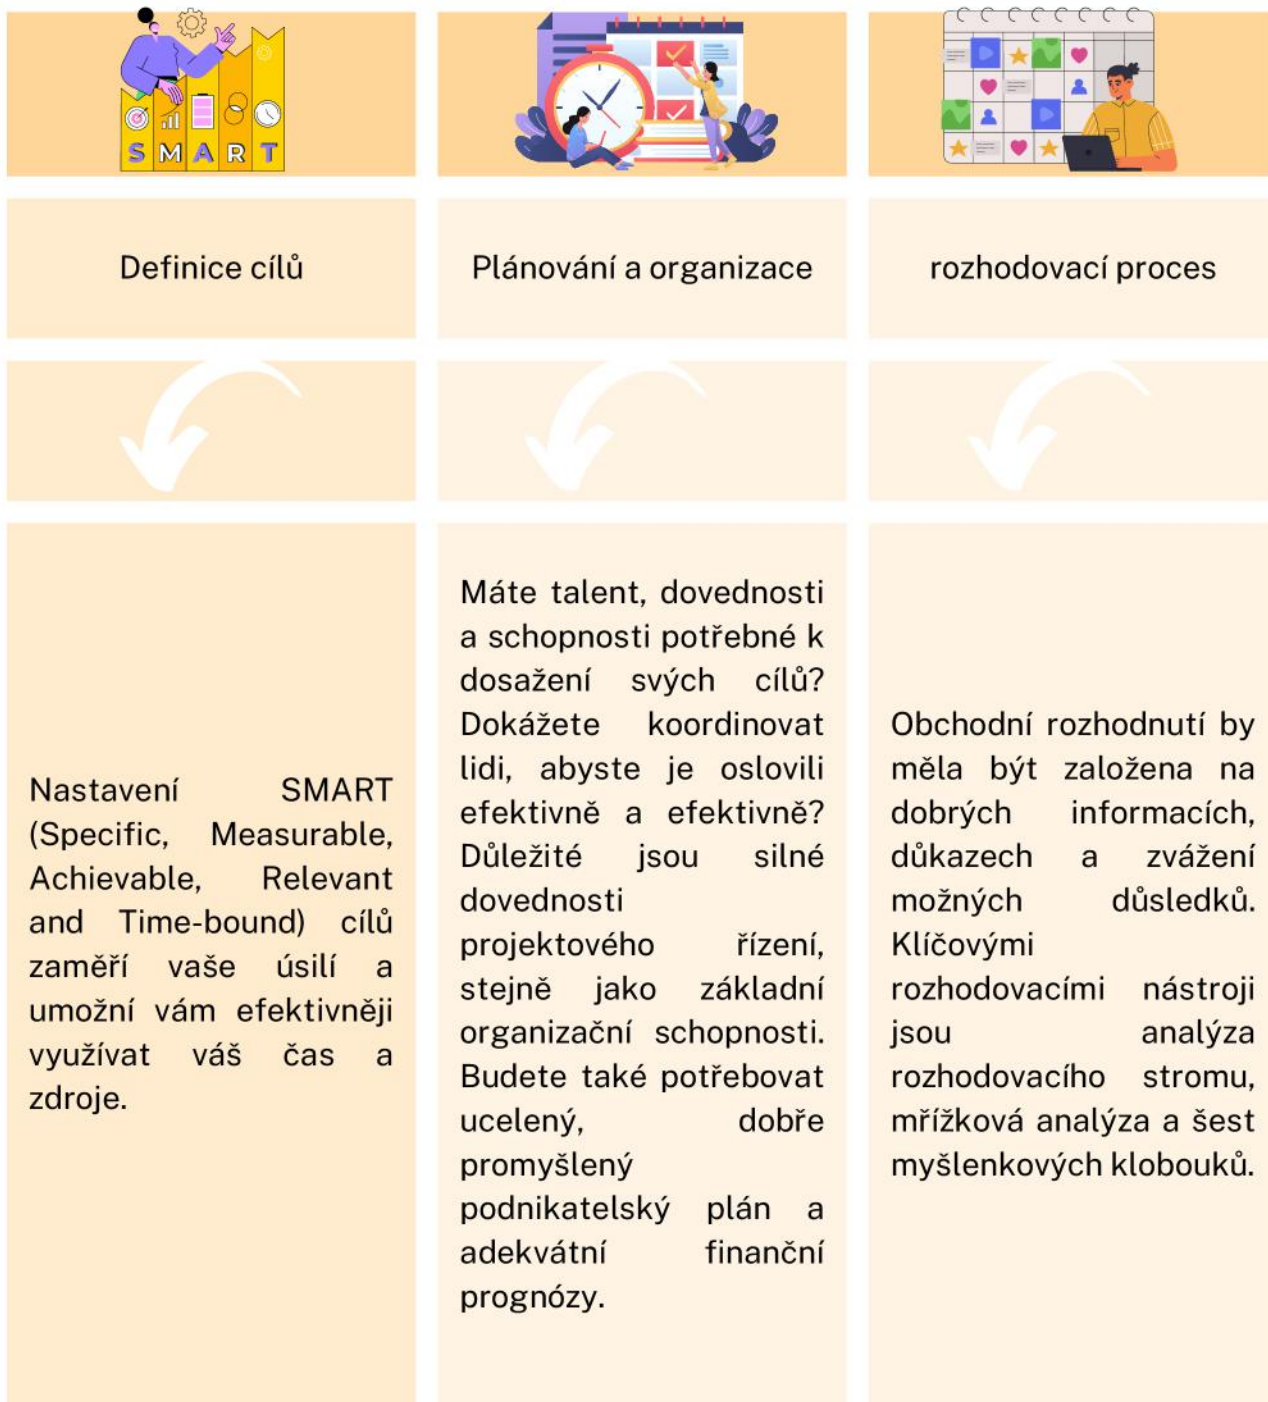 S M A R T
Definice cílů
Plánování a organizace
rozhodovací proces
Nastavení SMART
(Specific, Measurable,
Achievable, Relevant
and Time-bound) cílů
zaměří vaše úsilí a
umožní vám efektivněji
využívat váš čas a
zdroje.
Máte talent, dovednosti
a schopnosti potřebné k
dosažení svých cílů?
Dokážete koordinovat
lidi, abyste je oslovili
efektivně a efektivně?
Důležité jsou silné
dovednosti
projektového řízení,
stejně jako základní
organizační schopnosti.
Budete také potřebovat
ucelený, dobře
promyšlený
podnikatelský plán a
adekvátní finanční
prognózy.
Obchodní rozhodnutí by
měla být založena na
dobrých informacích,
důkazech a zvážení
možných důsledků.
Klíčovými
rozhodovacími nástroji
jsou analýza
rozhodovacího stromu,
mřížková analýza a šest
myšlenkových klobouků.